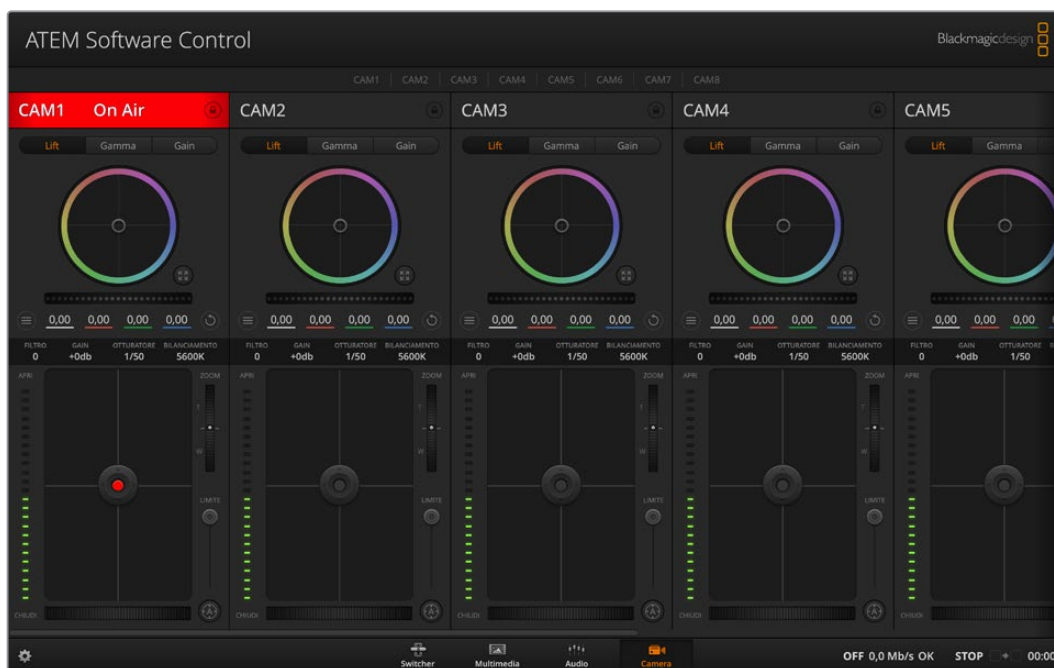 ATEM Software Control
Blackmagicdesign
CAM1 CAM2 CAM3 CAM4 CAM5 CAM6 CAM7 CAM8
CAM1 On Air CAM2 CAM3 CAM4 CAM5
Lift Gamma Gain Lift Gamma Gain Lift Gamma Gain Lift Gamma Gain Lift Gamma
0,00 0,00 0,00 0,00 0,00 0,00 0,00 0,00 0,00 0,00 0,00 0,00 0,00 0,00 0,00 0,00 0,00 0,00 0,00
FILTRO GAIN OTTURATORE BILANCIAMENTO FILTRO GAIN OTTURATORE BILANCIAMENTO FILTRO GAIN OTTURATORE BILANCIAMENTO FILTRO GAIN OTTURATORE BILANCIAMENTO FILTRO GAIN OTTURATORE
0 +0db 1/50 5600K 0 +0db 1/50 5600K 0 +0db 1/50 5600K 0 +0db 1/50 5600K 0 +0db 1/50
APRI ZOOM APRI ZOOM APRI ZOOM APRI ZOOM APRI
T T T T
W W W W
LIMITE LIMITE LIMITE LIMITE
CHIUDI CHIUDI CHIUDI CHIUDI CHIUDI
Switcher Multimedia Audio Camera
OFF 0,0 Mb/s OK STOP 00:00